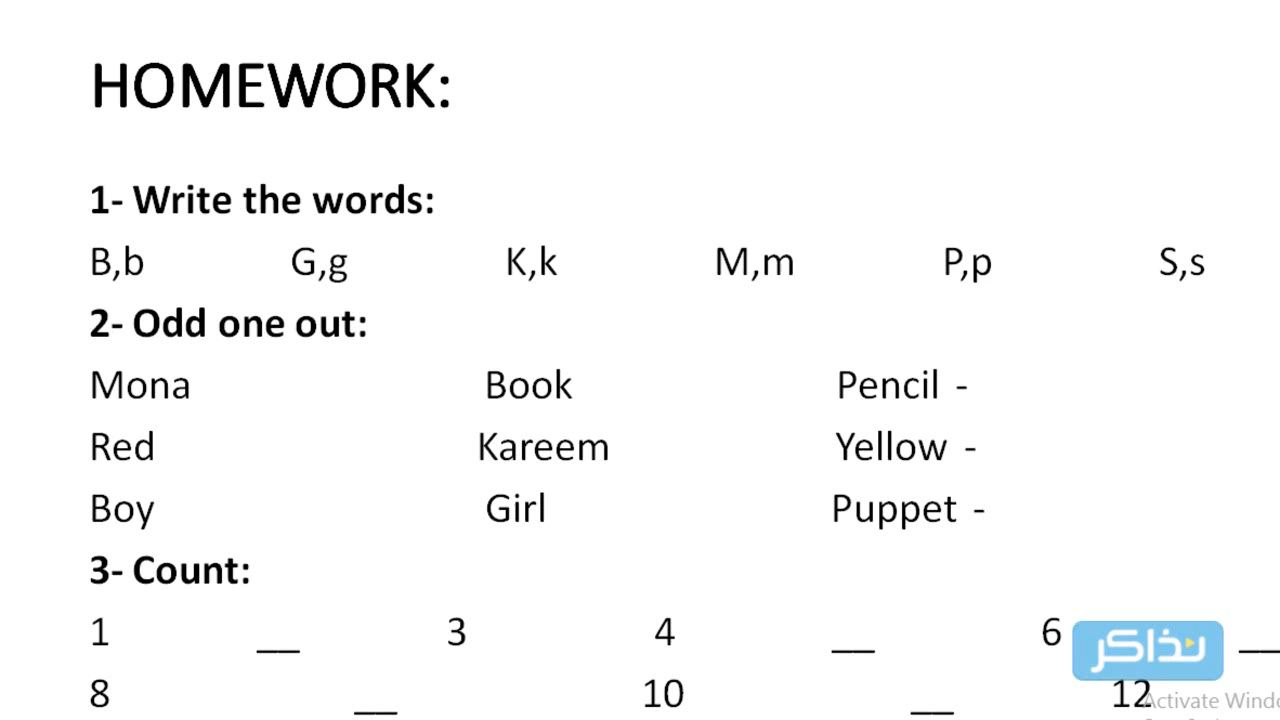 HOMEWORK:
1- Write the words:
B,b G,g K,k M,m P,p S,s
2- Odd one out:
Mona Book Pencil -
Red Kareem Yellow -
Boy Girl Puppet -
3- Count:
1 __ 3 4 __ 6 __
8 __ 10 __ 12
نذاكر
Activate